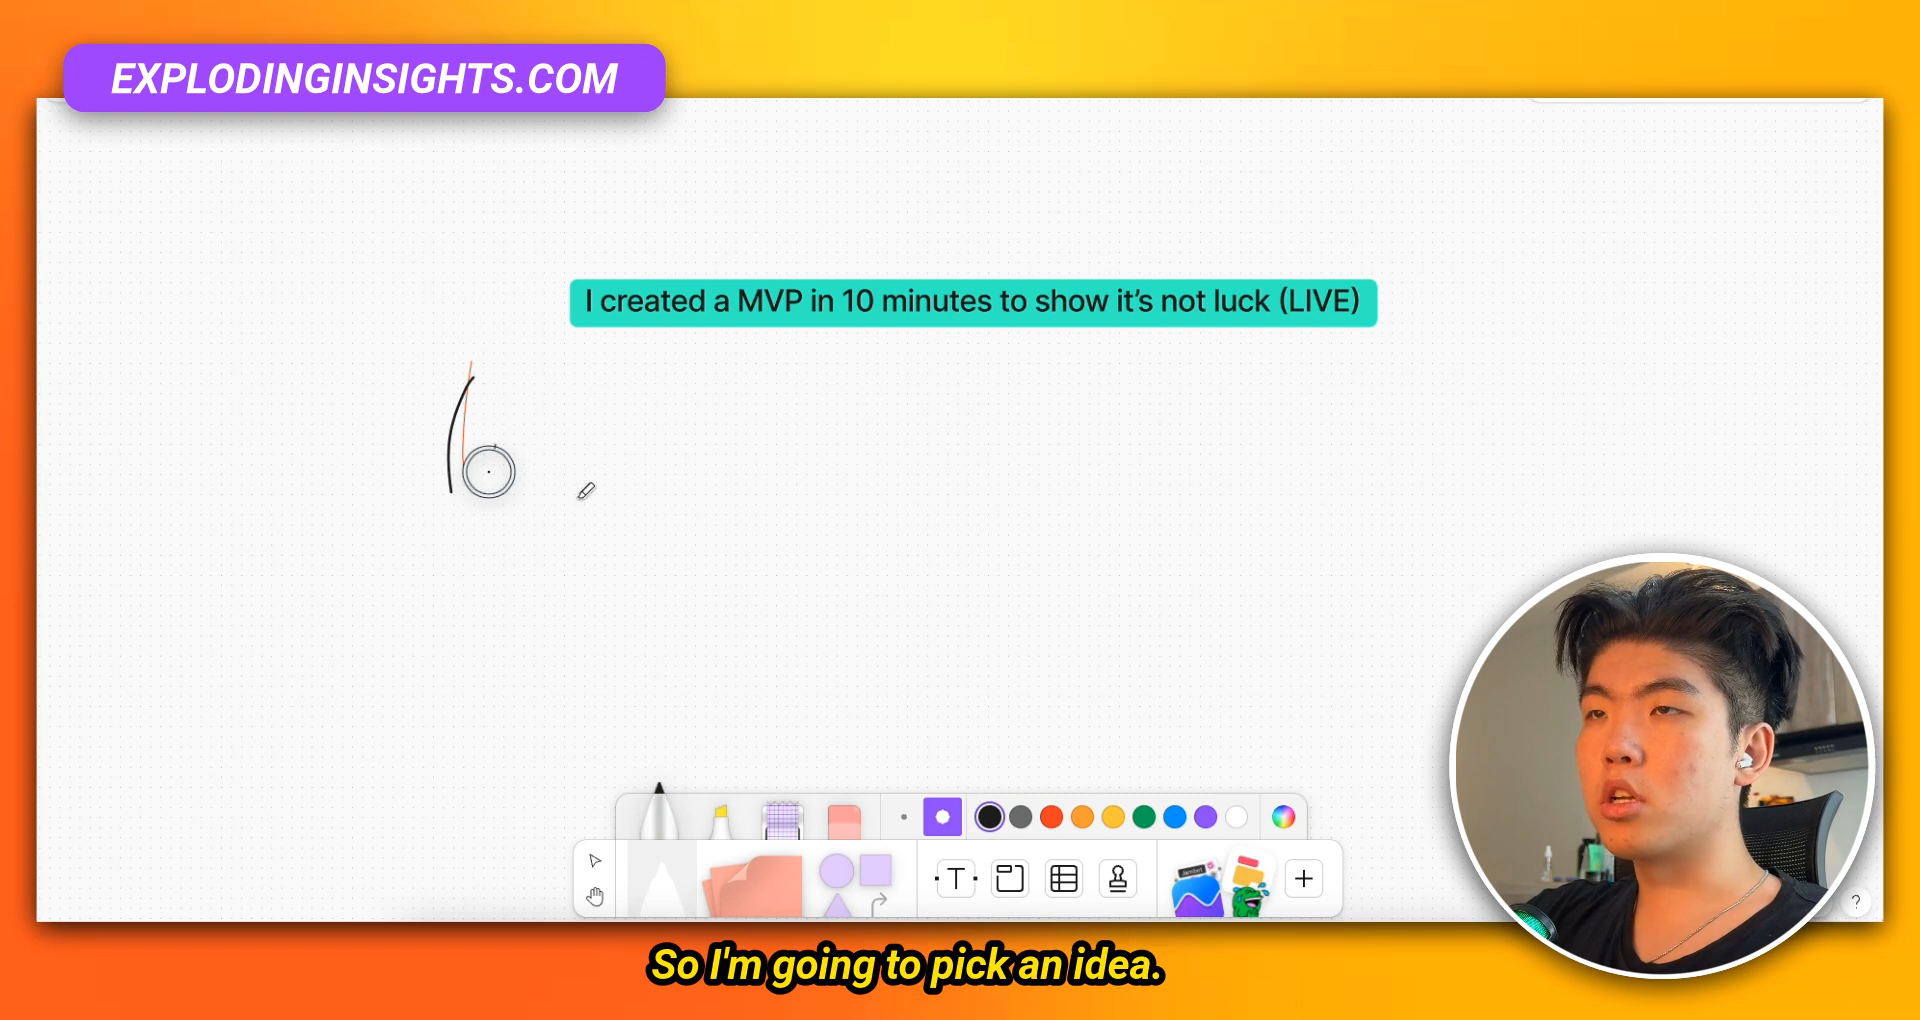 EXPLODINGINSIGHTS.COM
I created a MVP in 10 minutes to show it's not luck (LIVE)
T
?
So I'm going to pick an idea.